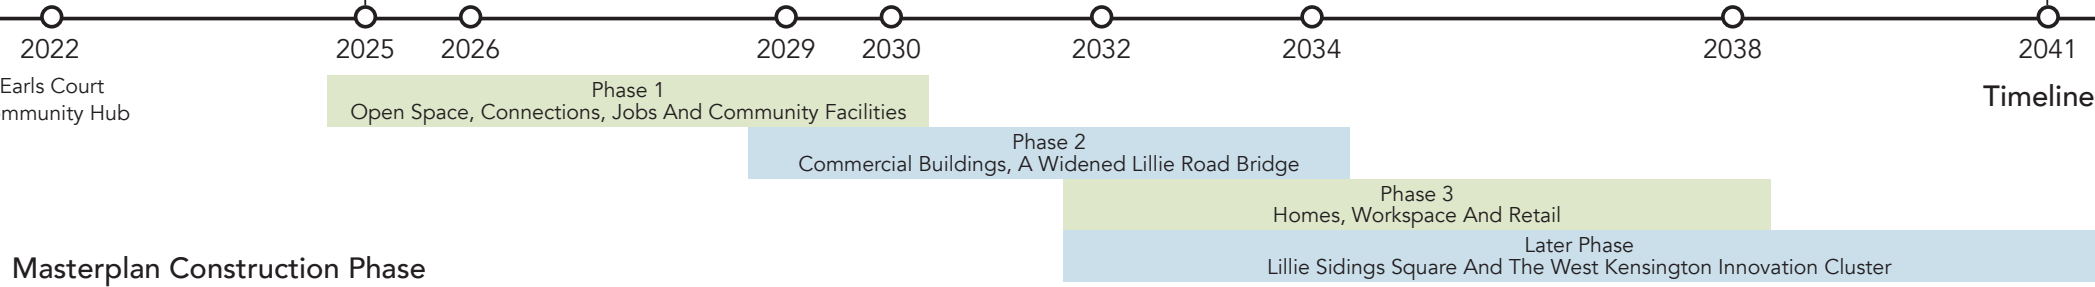 2022 2025 2026 2029 2030 2032 2034 2038 2041
Earls Court
mmunity Hub
Timeline
Phase 1
Open Space, Connections, Jobs And Community Facilities
Phase 2
Commercial Buildings, A Widened Lillie Road Bridge
Phase 3
Homes, Workspace And Retail
Later Phase
Lillie Sidings Square And The West Kensington Innovation Cluster
Masterplan Construction Phase